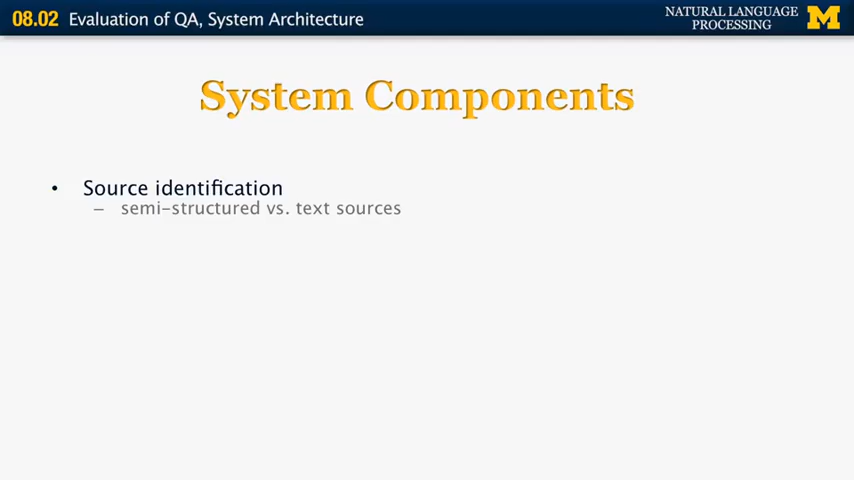 08.02 Evaluation of QA, System Architecture
NATURAL LANGUAGE
PROCESSING
M
System Components
• Source identification
– semi-structured vs. text sources